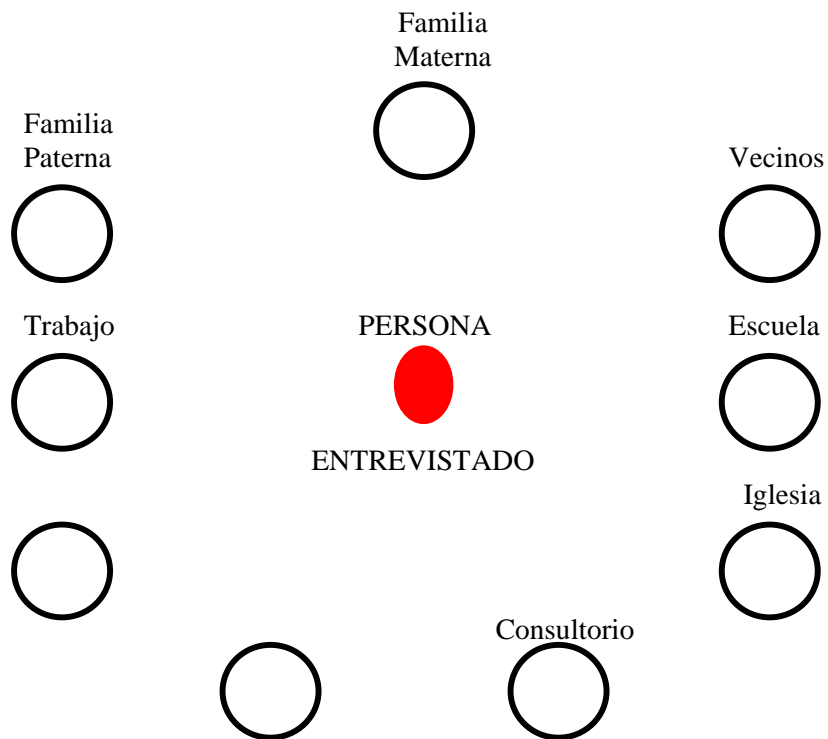 Familia
Materna
Familia
Paterna
Vecinos
Trabajo
PERSONA
Escuela
ENTREVISTADO
Iglesia
Consultorio